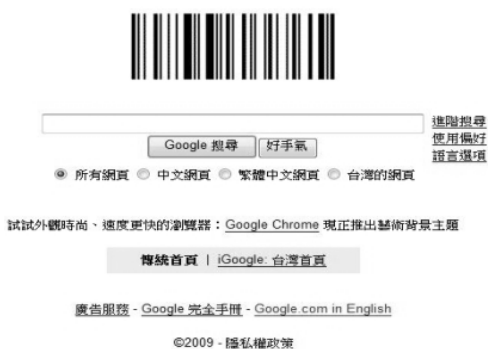 進階搜尋
使用偏好
語言選項
Google 搜尋 好手氣
所有網頁 中文網頁 繁體中文網頁 台灣的網頁
試試外觀時尚、速度更快的瀏覽器：Google Chrome 現正推出藝術背景主題
傳統首頁 | iGoogle: 台灣首頁
廣告服務 - Google 完全手冊 - Google.com in English
©2009 - 隱私權政策